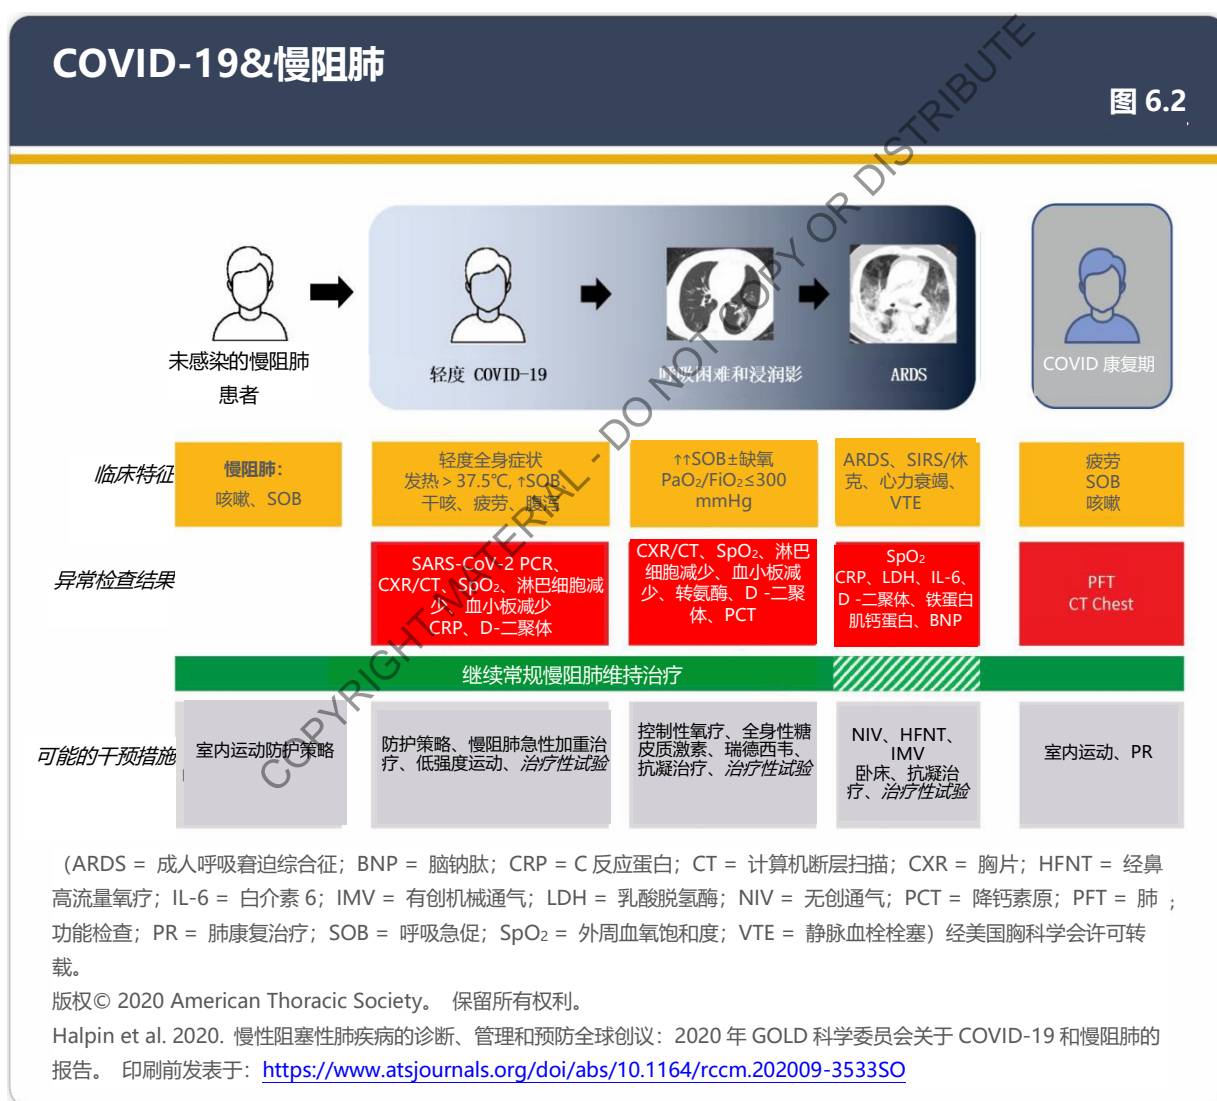 COVID-19&慢阻肺
图 6.2
未感染的慢阻肺
患者
轻度 COVID-19
呼吸困难和浸润影
ARDS
COVID 康复期
临床特征
慢阻肺：
咳嗽、SOB
轻度全身症状
发热＞37.5℃, ↑SOB,
干咳、疲劳、腹泻
↑↑SOB±缺氧
PaO₂/FiO₂≤300
mmHg
ARDS、SIRS/休
克、心力衰竭、
VTE
疲劳
SOB
咳嗽
异常检查结果
SARS-CoV-2 PCR、
CXR/CT、SpO₂、淋巴细胞减
少、血小板减少
CRP、D-二聚体
CXR/CT、SpO₂、淋巴
细胞减少、血小板减
少、转氨酶、D -二聚
体、PCT
SpO₂
CRP、LDH、IL-6、
D -二聚体、铁蛋白
肌钙蛋白、BNP
PFT
CT Chest
继续常规慢阻肺维持治疗
可能的干预措施
室内运动防护策略
防护策略、慢阻肺急性加重治
疗、低强度运动、治疗性试验
控制性氧疗、全身性糖
皮质激素、瑞德西韦、
抗凝治疗、治疗性试验
NIV、HFNT、
IMV
卧床、抗凝治
疗、治疗性试验
室内运动、PR
（ARDS = 成人呼吸窘迫综合征；BNP = 脑钠肽；CRP = C 反应蛋白；CT = 计算机断层扫描；CXR = 胸片；HFNT = 经鼻
高流量氧疗；IL-6 = 白介素 6；IMV = 有创机械通气；LDH = 乳酸脱氢酶；NIV = 无创通气；PCT = 降钙素原；PFT = 肺 ；
功能检查；PR = 肺康复治疗；SOB = 呼吸急促；SpO₂ = 外周血氧饱和度；VTE = 静脉血栓栓塞）经美国胸科学会许可转
载。
版权© 2020 American Thoracic Society。 保留所有权利。
Halpin et al. 2020. 慢性阻塞性肺疾病的诊断、管理和预防全球创议：2020 年 GOLD 科学委员会关于 COVID-19 和慢阻肺的
报告。 印刷前发表于：https://www.atsjournals.org/doi/abs/10.1164/rccm.202009-3533SO
COPYRIGHT MATERIAL - DO NOT COPY OR DISTRIBUTE